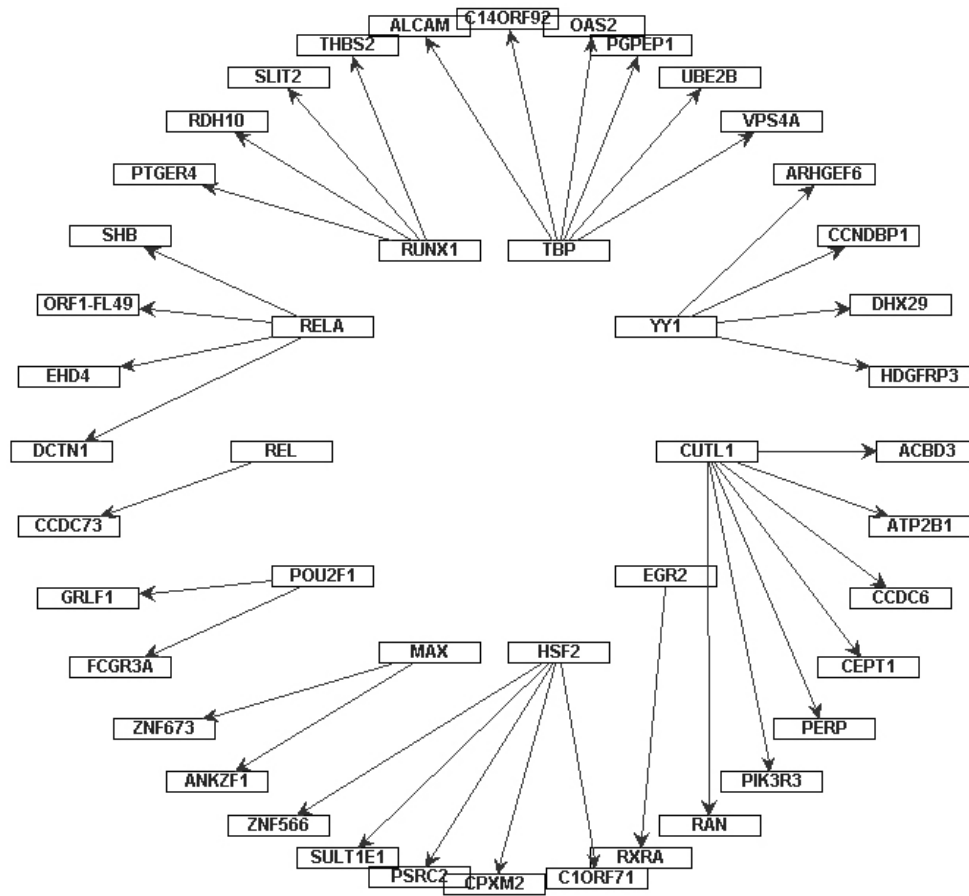 C14ORF92
ALCAM
OAS2
THBS2
PGPEP1
SLIT2
UBE2B
RDH10
VPS4A
PTGER4
ARHGEF6
SHB
CCNDBP1
RUNX1
TBP
ORF1-FL49
DHX29
RELA
YY1
EHD4
HDGFRP3
DCTN1
REL
CUTL1
ACBD3
CCDC73
ATP2B1
POU2F1
EGR2
GRLF1
CCDC6
MAX
HSF2
FCGR3A
CEPT1
ZNF673
PERP
ANKZF1
PIK3R3
ZNF566
RAN
SULT1E1
RXRA
PSRC2
CPXM2
C1ORF71